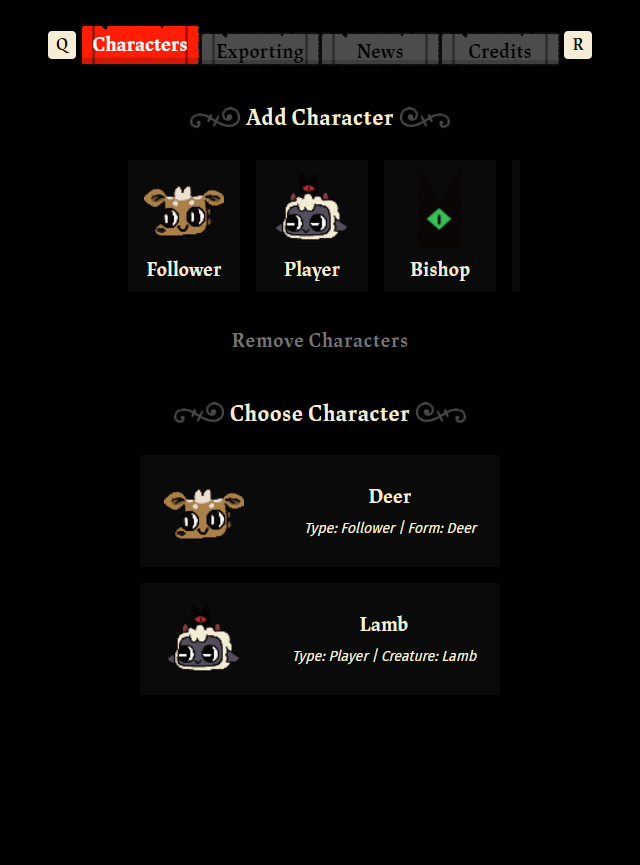 Q Characters Exporting News Credits R
Add Character
Follower Player Bishop
Remove Characters
Choose Character
Deer
Type: Follower | Form: Deer
Lamb
Type: Player | Creature: Lamb